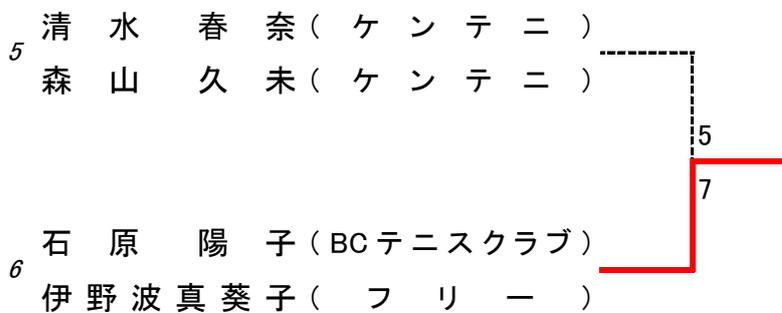 5
清水 春奈(ケンテニ)
森山 久未(ケンテニ)
5
7
6
石原 陽子(BCテニスクラブ)
伊野波真葵子(フリー)